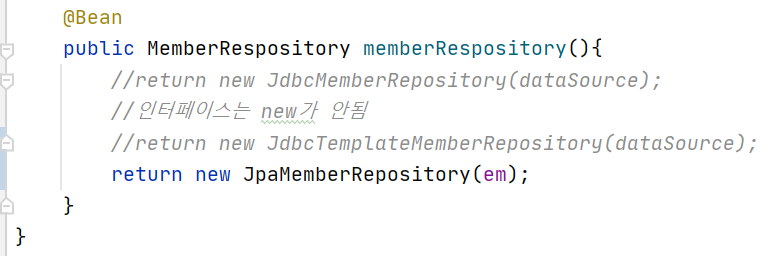 @Bean
public MemberRespository memberRespository(){
//return new JdbcMemberRepository(dataSource);
//인터페이스는 new가 안됨
//return new JdbcTemplateMemberRepository(dataSource);
return new JpaMemberRepository(em);
}
}